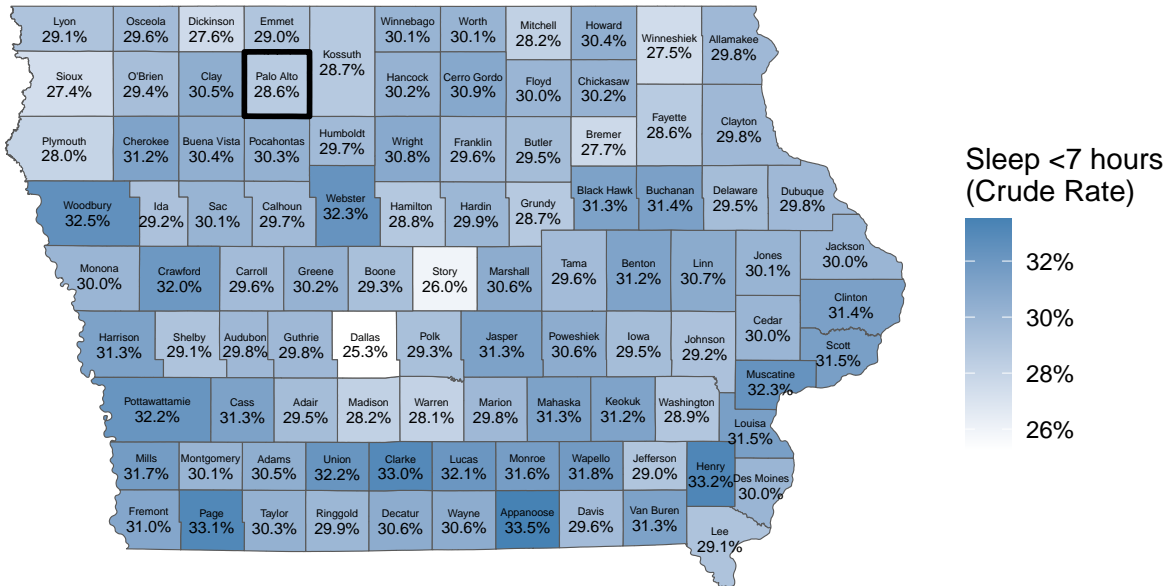 Lyon
29.1%
Osceola
29.6%
Dickinson
27.6%
Emmet
29.0%
Kossuth
28.7%
Winnebago
30.1%
Worth
30.1%
Mitchell
28.2%
Howard
30.4%
Winneshiek
27.5%
Allamakee
29.8%
Sioux
27.4%
O'Brien
29.4%
Clay
30.5%
Palo Alto
28.6%
Hancock
30.2%
Cerro Gordo
30.9%
Floyd
30.0%
Chickasaw
30.2%
Fayette
28.6%
Clayton
29.8%
Plymouth
28.0%
Cherokee
31.2%
Buena Vista
30.4%
Pocahontas
30.3%
Humboldt
29.7%
Wright
30.8%
Franklin
29.6%
Butler
29.5%
Bremer
27.7%
Woodbury
32.5%
Ida
29.2%
Sac
30.1%
Calhoun
29.7%
Webster
32.3%
Hamilton
28.8%
Hardin
29.9%
Grundy
28.7%
Black Hawk
31.3%
Buchanan
31.4%
Delaware
29.5%
Dubuque
29.8%
Monona
30.0%
Crawford
32.0%
Carroll
29.6%
Greene
30.2%
Boone
29.3%
Story
26.0%
Marshall
30.6%
Tama
29.6%
Benton
31.2%
Linn
30.7%
Jones
30.1%
Jackson
30.0%
Clinton
31.4%
Harrison
31.3%
Shelby
29.1%
Audubon
29.8%
Guthrie
29.8%
Dallas
25.3%
Polk
29.3%
Jasper
31.3%
Poweshiek
30.6%
Iowa
29.5%
Johnson
29.2%
Cedar
30.0%
Scott
31.5%
Muscatine
32.3%
Pottawattamie
32.2%
Cass
31.3%
Adair
29.5%
Madison
28.2%
Warren
28.1%
Marion
29.8%
Mahaska
31.3%
Keokuk
31.2%
Washington
28.9%
Louisa
31.5%
Mills
31.7%
Montgomery
30.1%
Adams
30.5%
Union
32.2%
Clarke
33.0%
Lucas
32.1%
Monroe
31.6%
Wapello
31.8%
Jefferson
29.0%
Henry
33.2%
Des Moines
30.0%
Fremont
31.0%
Page
33.1%
Taylor
30.3%
Ringgold
29.9%
Decatur
30.6%
Wayne
30.6%
Appanoose
33.5%
Davis
29.6%
Van Buren
31.3%
Lee
29.1%
Sleep <7 hours
(Crude Rate)
32%
30%
28%
26%